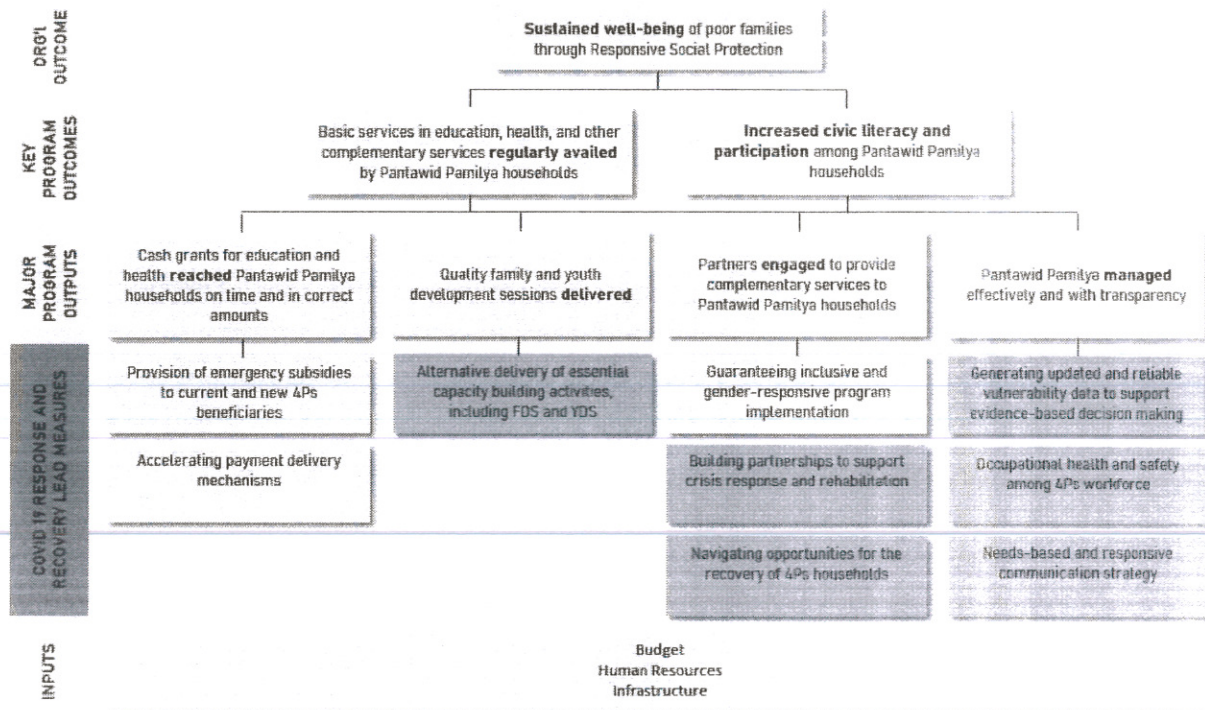 ORG'L
OUTCOME
Sustained well-being of poor families
through Responsive Social Protection
KEY
PROGRAM
OUTCOMES
Basic services in education, health, and other
complementary services regularly availed
by Pantawid Pamilya households
Increased civic literacy and
participation among Pantawid Pamilya
households
MAJOR
PROGRAM
OUTPUTS
Cash grants for education and
health reached Pantawid Pamilya
households on time and in correct
amounts
Quality family and youth
development sessions delivered
Partners engaged to provide
complementary services to
Pantawid Pamilya households
Pantawid Pamilya managed
effectively and with transparency
COVID 19 RESPONSE AND
RECOVERY LEAD MEASURES
Provision of emergency subsidies
to current and new 4Ps
beneficiaries
Alternative delivery of essential
capacity building activities,
including FDS and YDS
Guaranteeing inclusive and
gender-responsive program
implementation
Generating updated and reliable
vulnerability data to support
evidence-based decision making
Accelerating payment delivery
mechanisms
Building partnerships to support
crisis response and rehabilitation
Occupational health and safety
among 4Ps workforce
Navigating opportunities for the
recovery of 4Ps households
Needs-based and responsive
communication strategy
INPUTS
Budget
Human Resources
Infrastructure